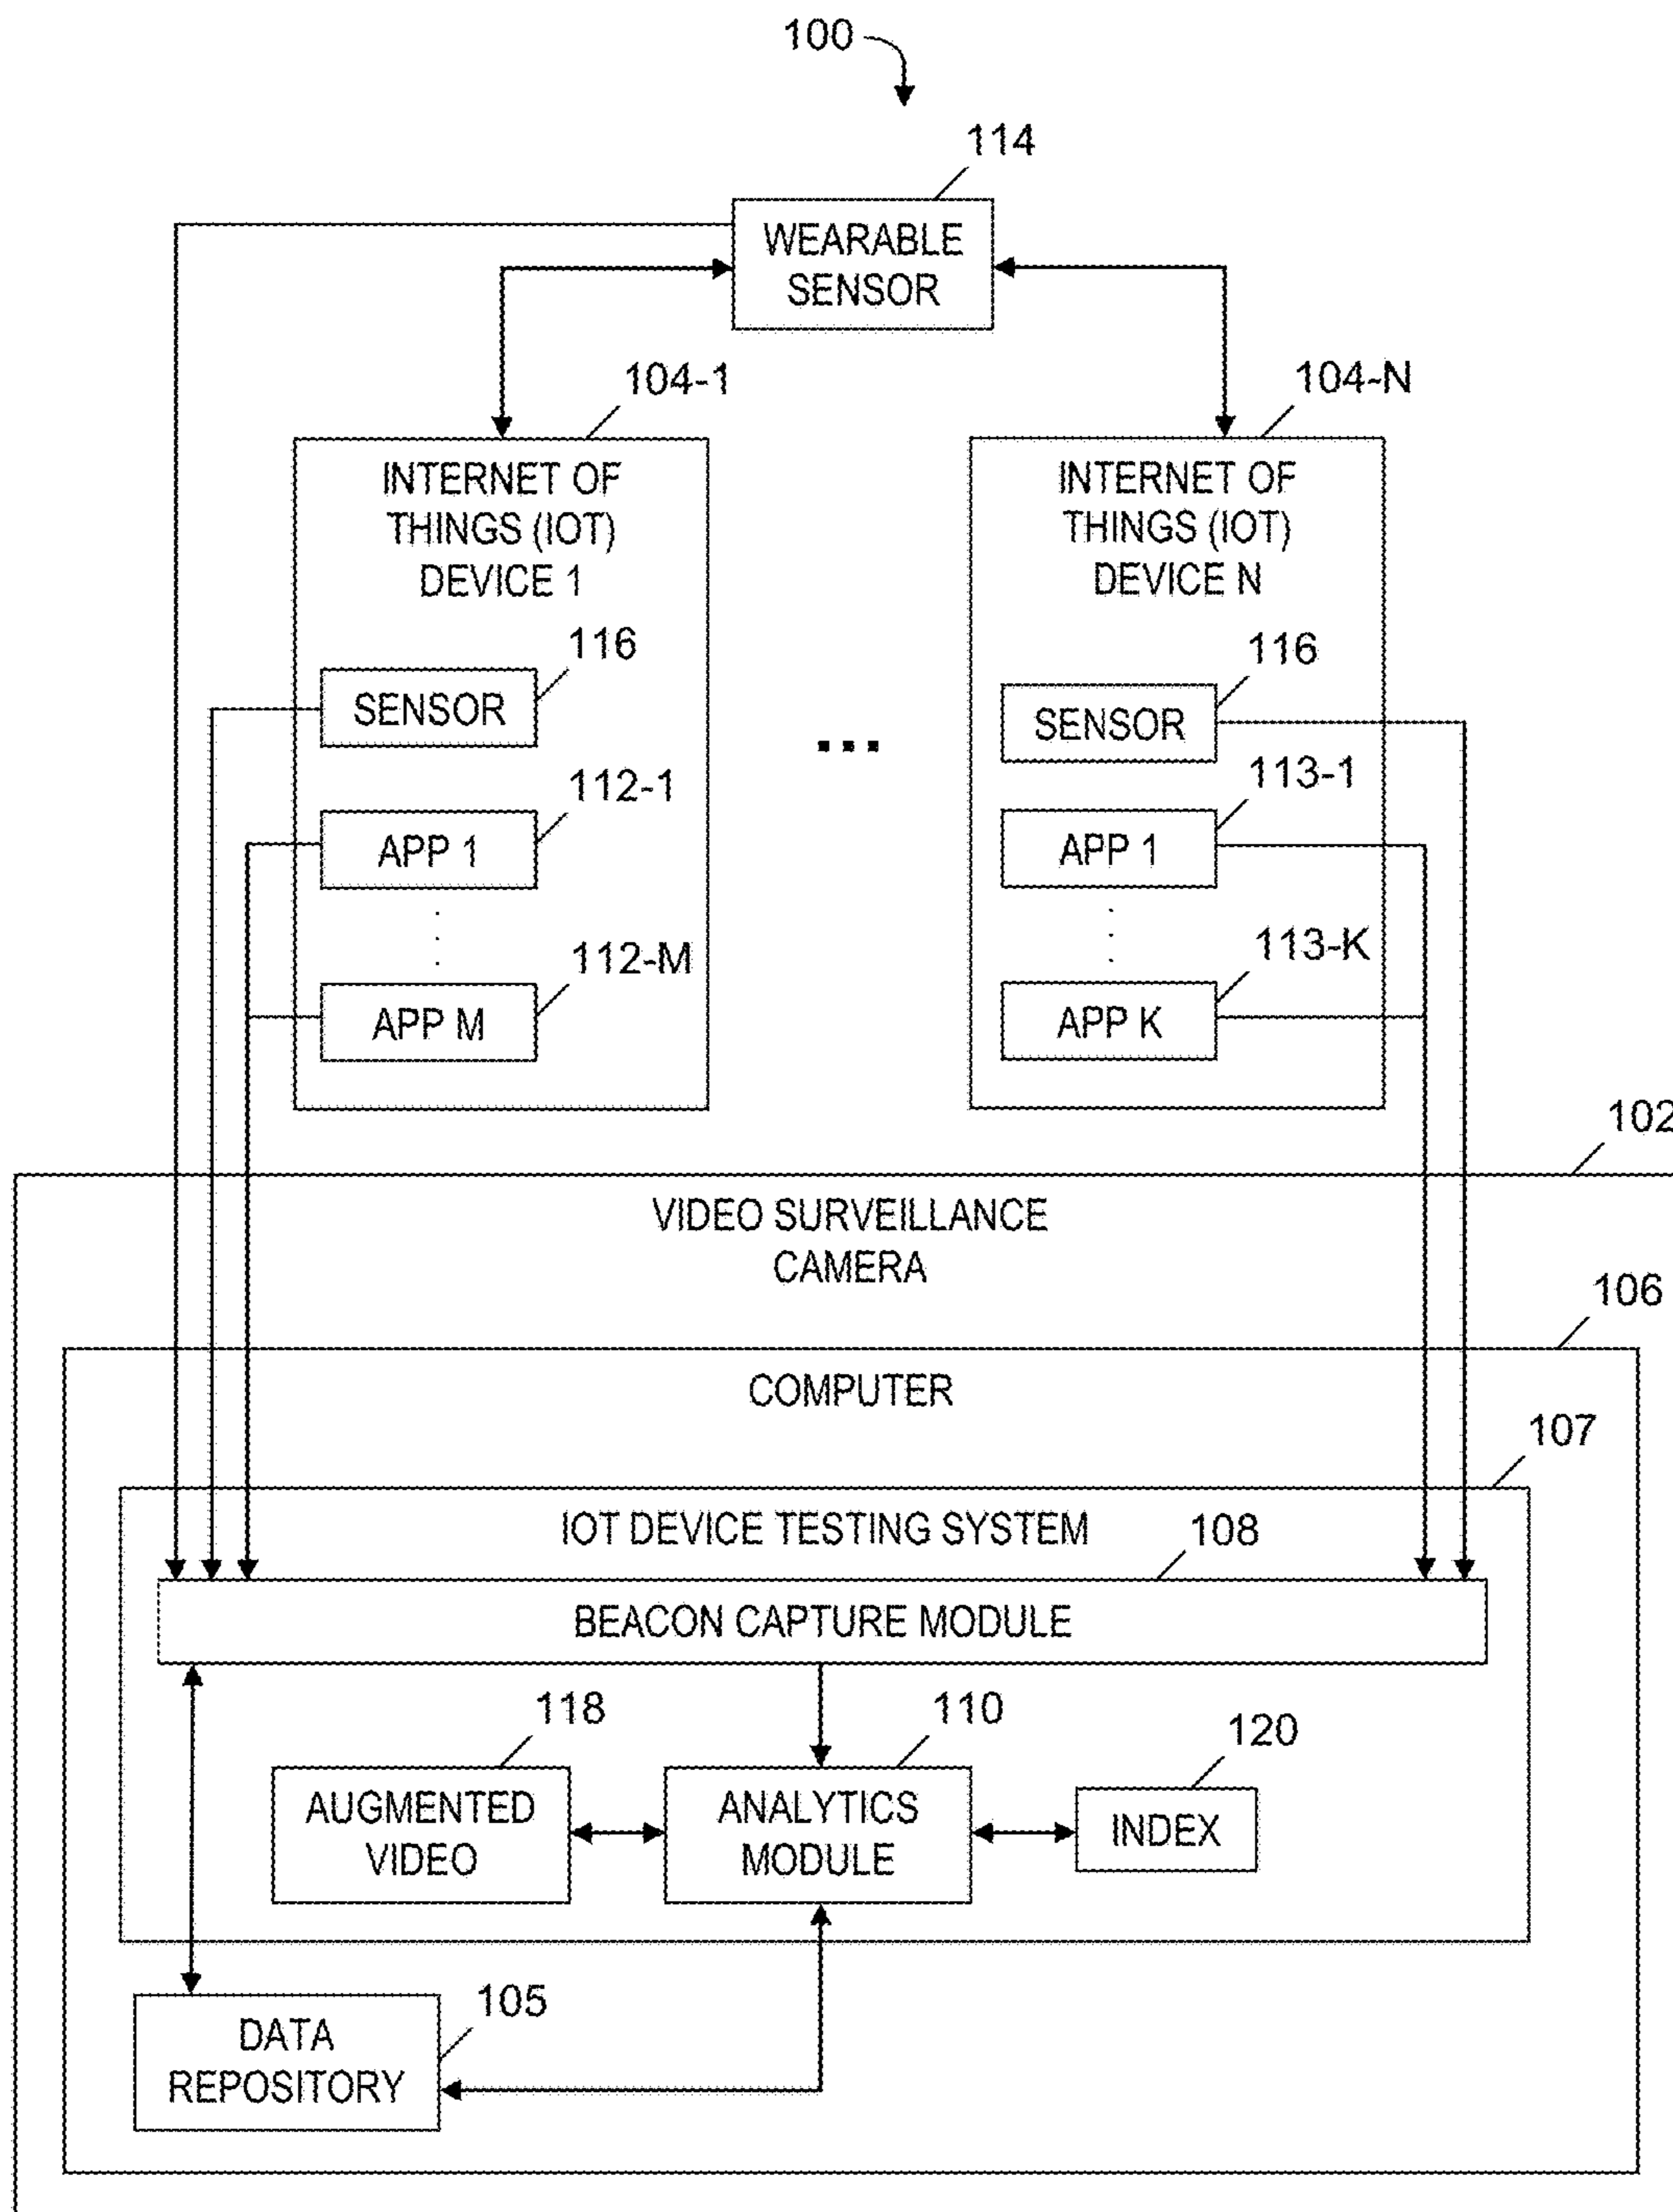 100
114
WEARABLE
SENSOR
104-1
104-N
INTERNET OF
THINGS (IOT)
DEVICE 1
INTERNET OF
THINGS (IOT)
DEVICE N
116
SENSOR
116
SENSOR
...
112-1
APP 1
113-1
APP 1
112-M
APP M
113-K
APP K
102
VIDEO SURVEILLANCE
CAMERA
106
COMPUTER
107
IOT DEVICE TESTING SYSTEM
108
BEACON CAPTURE MODULE
118
AUGMENTED
VIDEO
110
ANALYTICS
MODULE
120
INDEX
105
DATA
REPOSITORY